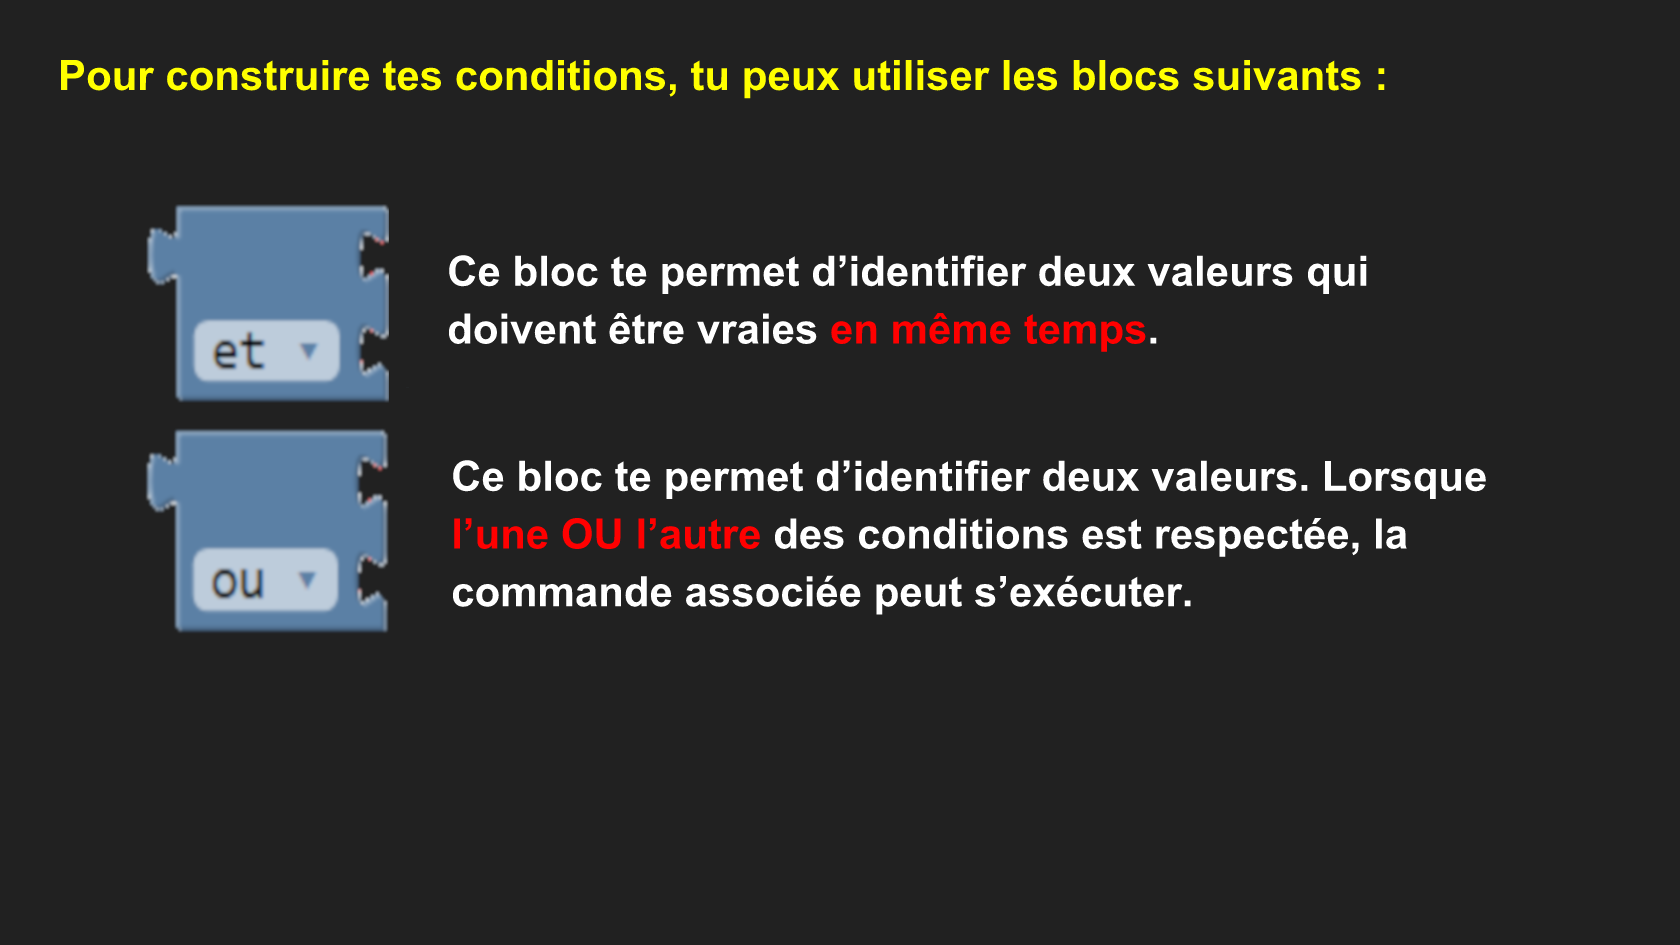 Pour construire tes conditions, tu peux utiliser les blocs suivants :
et
Ce bloc te permet d’identifier deux valeurs qui
doivent être vraies en même temps.
ou
Ce bloc te permet d’identifier deux valeurs. Lorsque
l’une OU l’autre des conditions est respectée, la
commande associée peut s’exécuter.